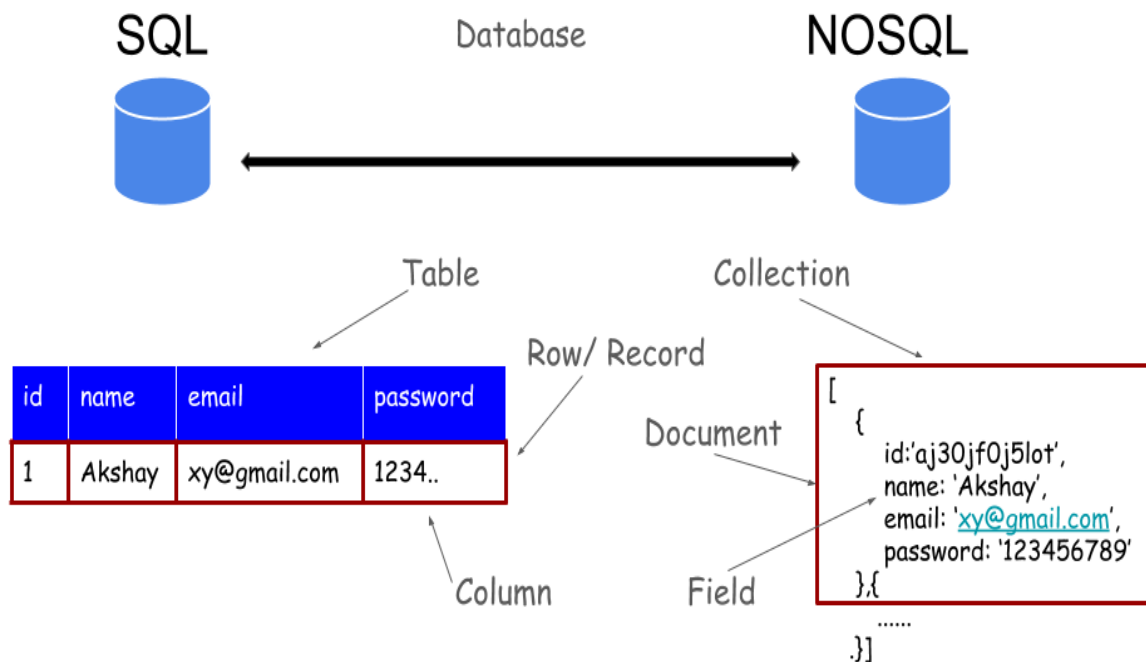 SQL
Database
NOSQL
Table
Collection
Row/ Record
id name email password
1 Akshay xy@gmail.com 1234..
Column
Document
Field
[
{
id:'aj30jf0j5lot',
name: ‘Akshay’,
email: ‘xy@gmail.com’,
password: ‘123456789’
},{
......
.}]